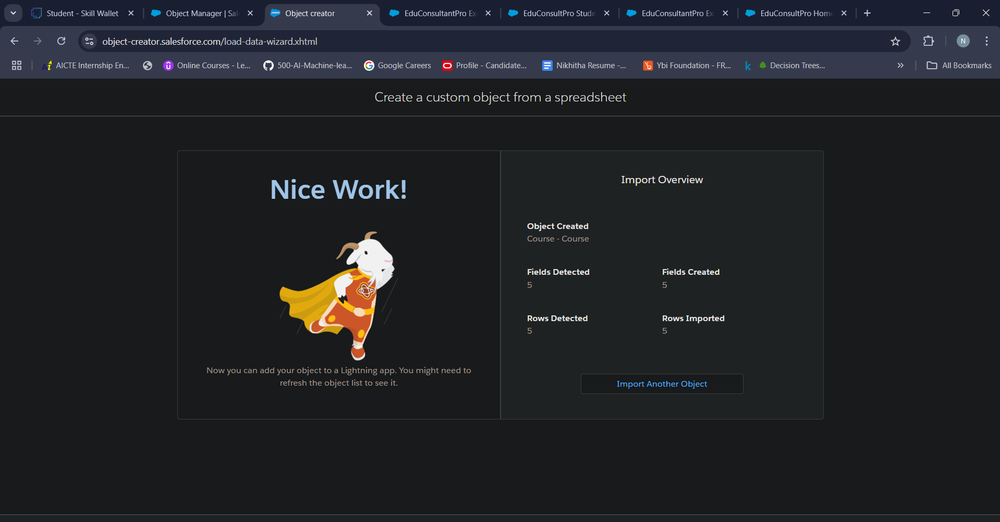 Student - Skill Wallet
Object Manager | Sal
Object creator
EduConsultantPro Ex
EduConsultPro Stude
EduConsultantPro Ex
EduConsultPro Home
object-creator.salesforce.com/load-data-wizard.xhtml
N
AICTE Internship En...
Online Courses - Le...
500-AI-Machine-lea...
Google Careers
Profile - Candidate...
Nikhitha Resume -...
Ybi Foundation - FR...
k
Decision Trees...
All Bookmarks
Create a custom object from a spreadsheet
Nice Work!
Now you can add your object to a Lightning app. You might need to
refresh the object list to see it.
Import Overview
Object Created
Course - Course
Fields Detected
5
Fields Created
5
Rows Detected
5
Rows Imported
5
Import Another Object